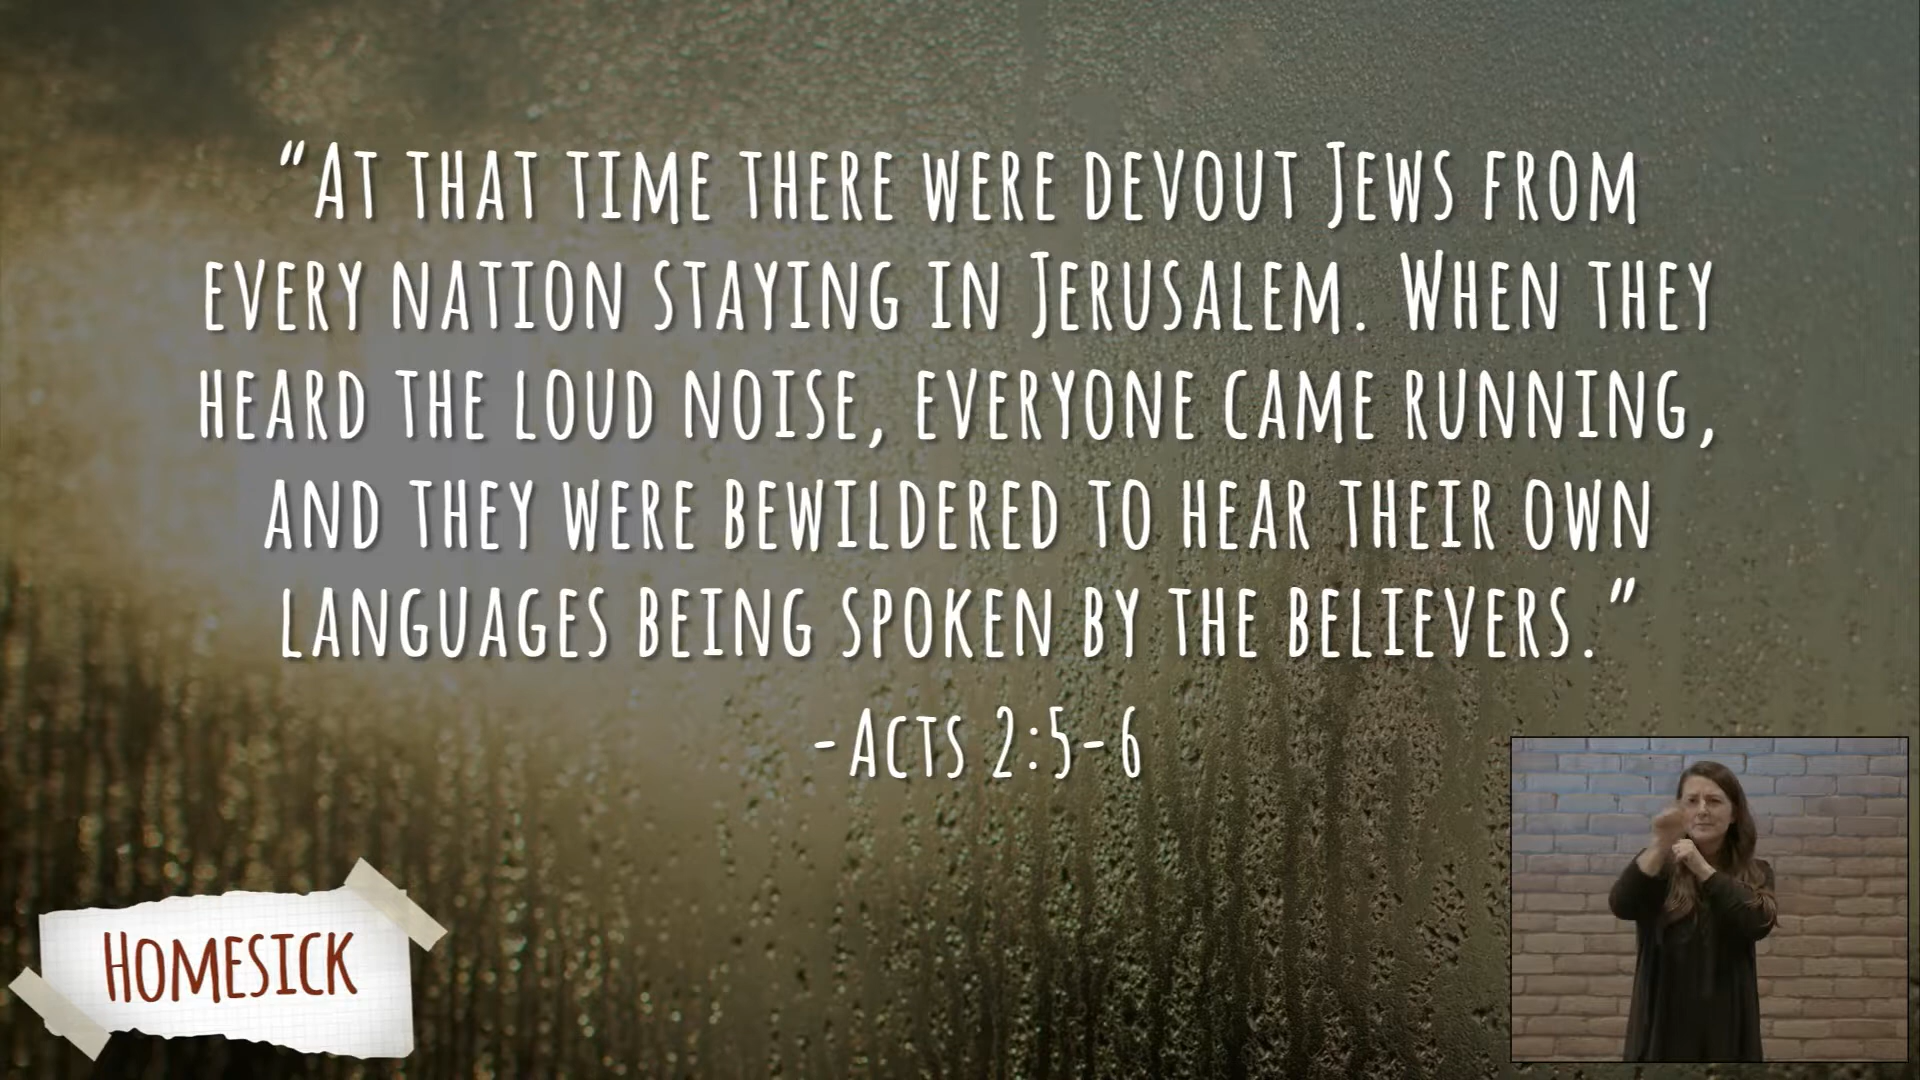 “At that time there were devout Jews from
every nation staying in Jerusalem. When they
heard the loud noise, everyone came running,
and they were bewildered to hear their own
languages being spoken by the believers.”
-Acts 2:5-6
Homesick